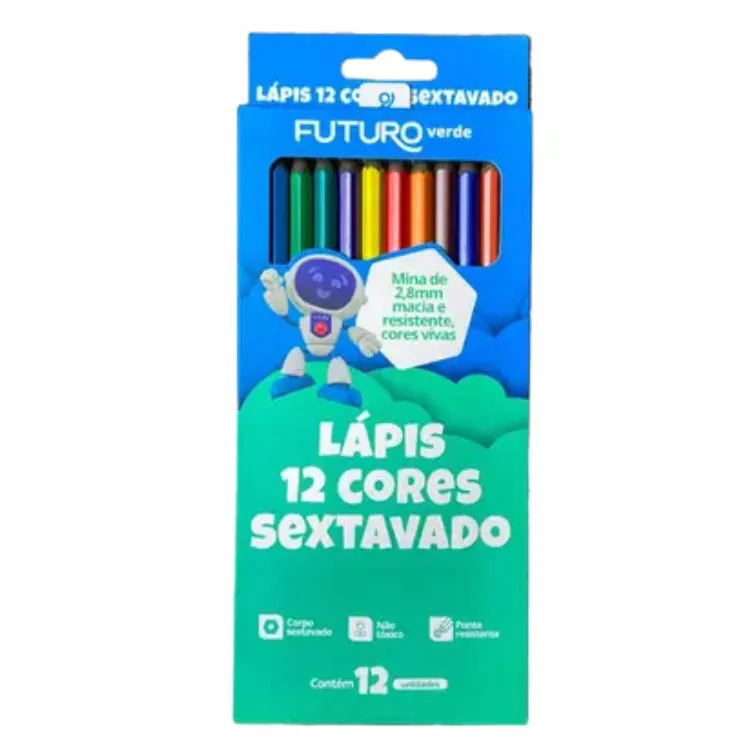 LÁPIS 12 CO SEXTAVADO
FUTURO verde
Mina de
2,8mm
macia e
resistente,
cores vivas
LÁPIS
12 CORES
SEXTAVADO
Corpo
sextavado
Não
tóxico
Ponta
resistente
Contém 12 unidades